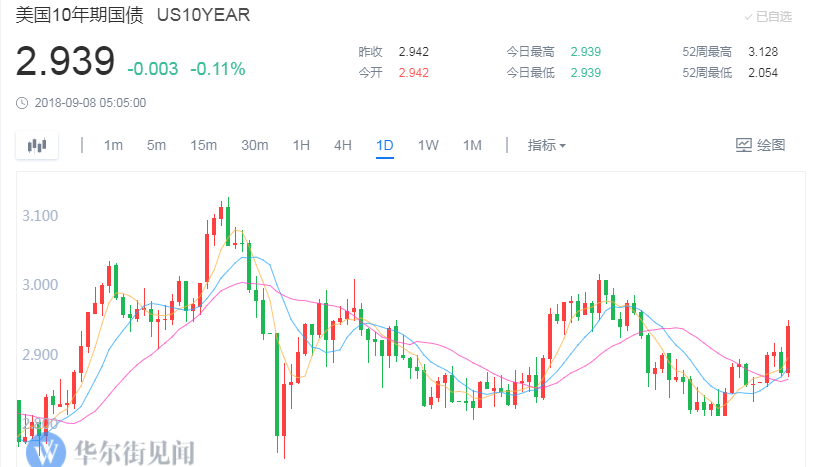 美国10年期国债 US10YEAR
已自选
2.939 -0.003 -0.11%
昨收 2.942 今日最高 2.939 52周最高 3.128
今开 2.942 今日最低 2.939 52周最低 2.054
2018-09-08 05:05:00
1m 5m 15m 30m 1H 4H 1D 1W 1M 指标 绘图
3.100
3.000
2.900
2.800
W 华尔街见闻